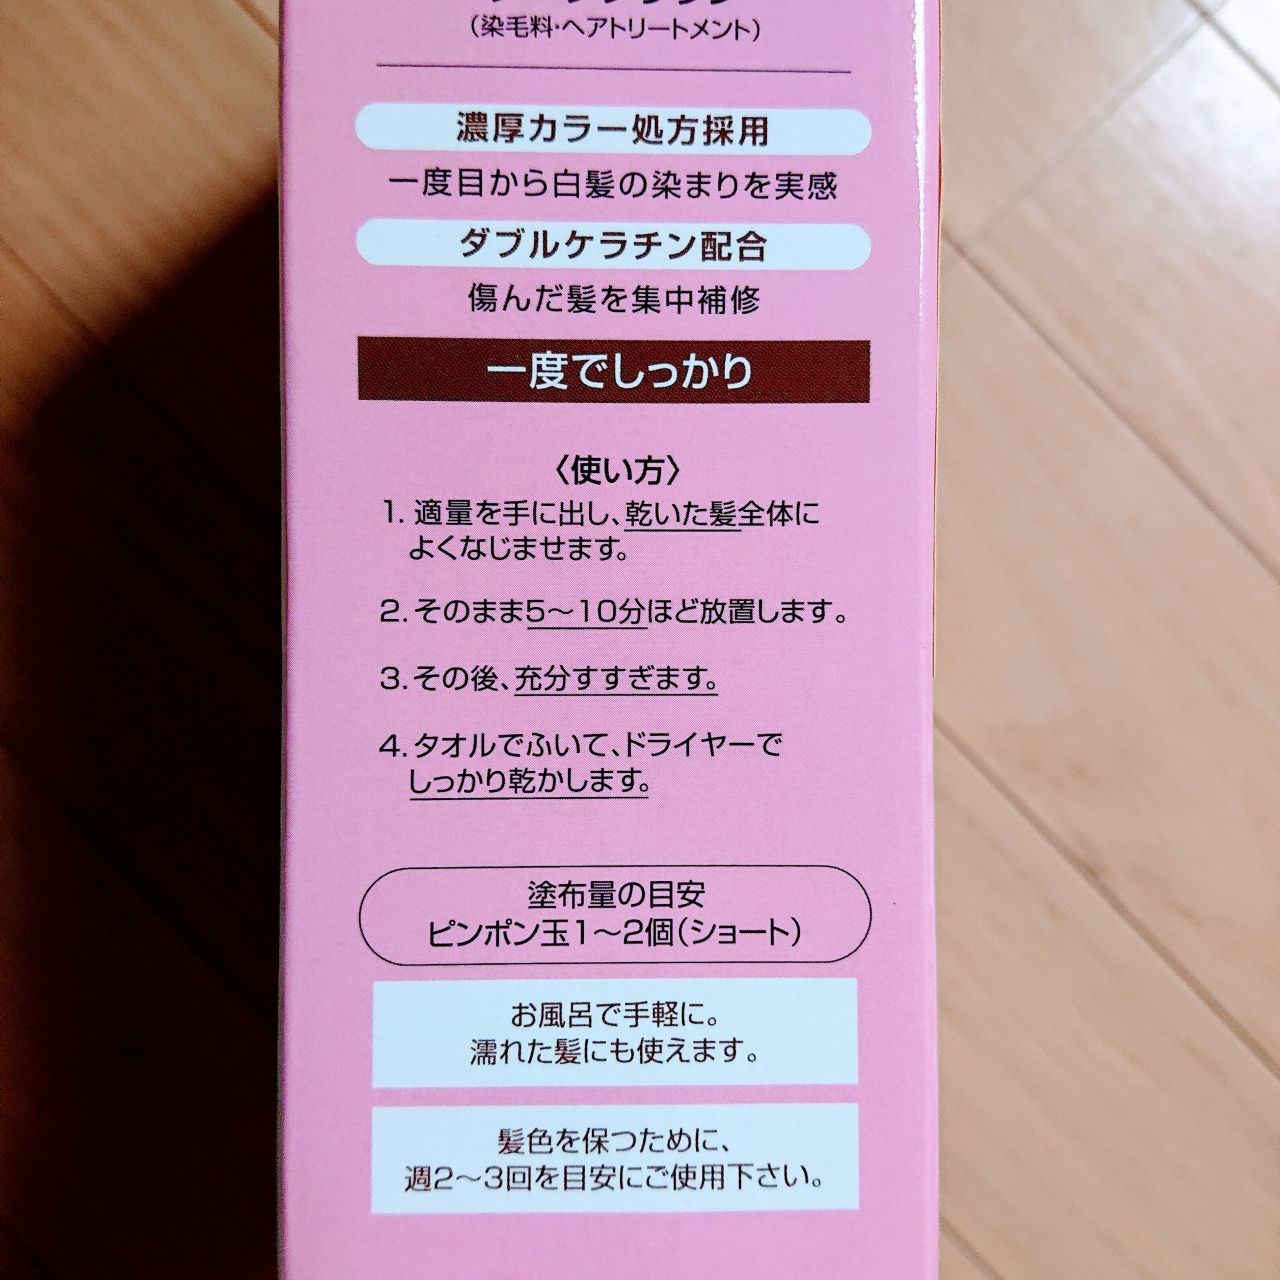 （染毛料・ヘアトリートメント）
濃厚カラー処方採用
一度目から白髪の染まりを実感
ダブルケラチン配合
傷んだ髪を集中補修
一度でしっかり
〈使い方〉
1. 適量を手に出し、乾いた髪全体に
よくなじませます。
2. そのまま5～10分ほど放置します。
3. その後、充分すすぎます。
4. タオルでふいて、ドライヤーで
しっかり乾かします。
塗布量の目安
ピンポン玉1～2個（ショート）
お風呂で手軽に。
濡れた髪にも使えます。
髪色を保つために、
週2～3回を目安にご使用下さい。